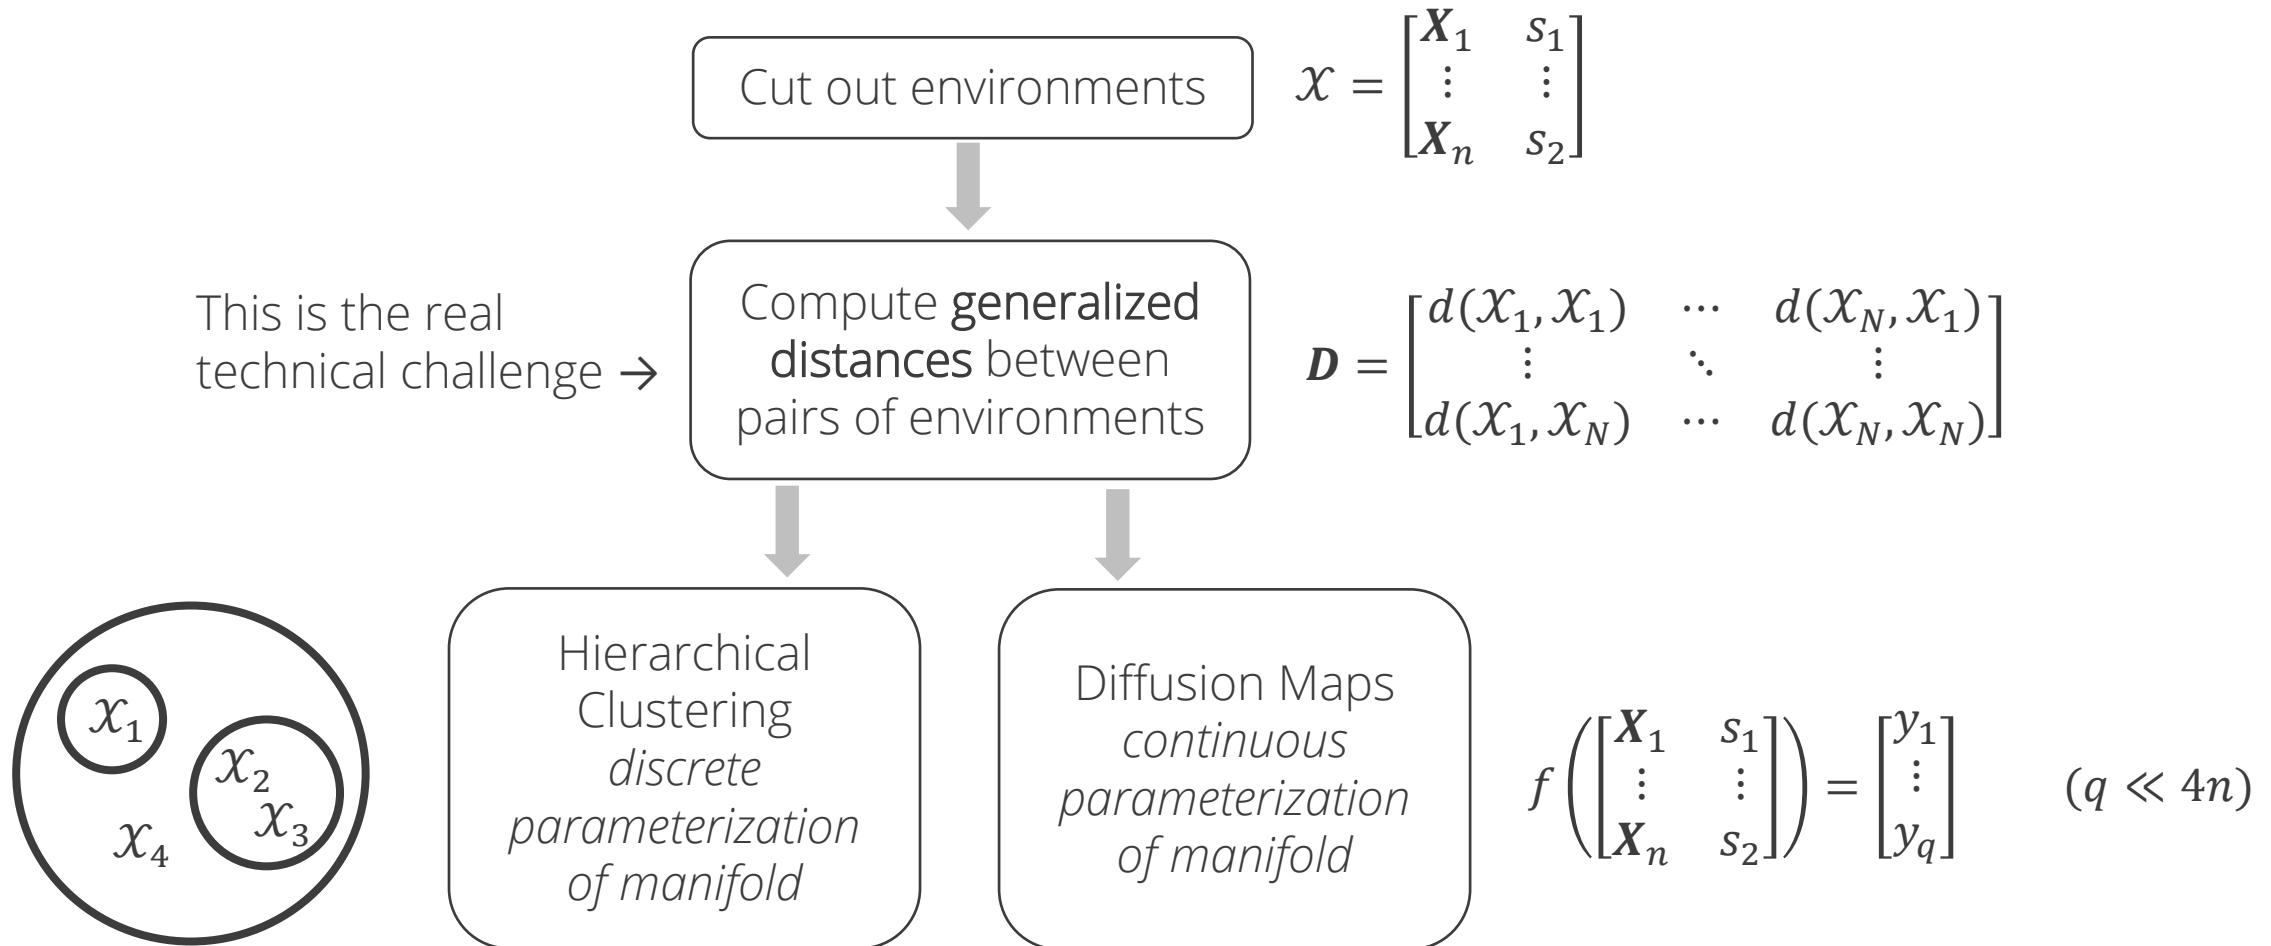 Cut out environments
𝒳 = [𝑿₁ s₁
⋮ ⋮
𝑿ₙ s₂]
This is the real
technical challenge →
Compute generalized
distances between
pairs of environments
𝑫 = [d(𝒳₁, 𝒳₁) ⋯ d(𝒳_N, 𝒳₁)
⋮ ⋱ ⋮
d(𝒳₁, 𝒳_N) ⋯ d(𝒳_N, 𝒳_N)]
𝒳₁
𝒳₂
𝒳₃
𝒳₄
Hierarchical
Clustering
discrete
parameterization
of manifold
Diffusion Maps
continuous
parameterization
of manifold
f([𝑿₁ s₁
⋮ ⋮
𝑿ₙ s₂]) = [y₁
⋮
y_q]
(q ≪ 4n)